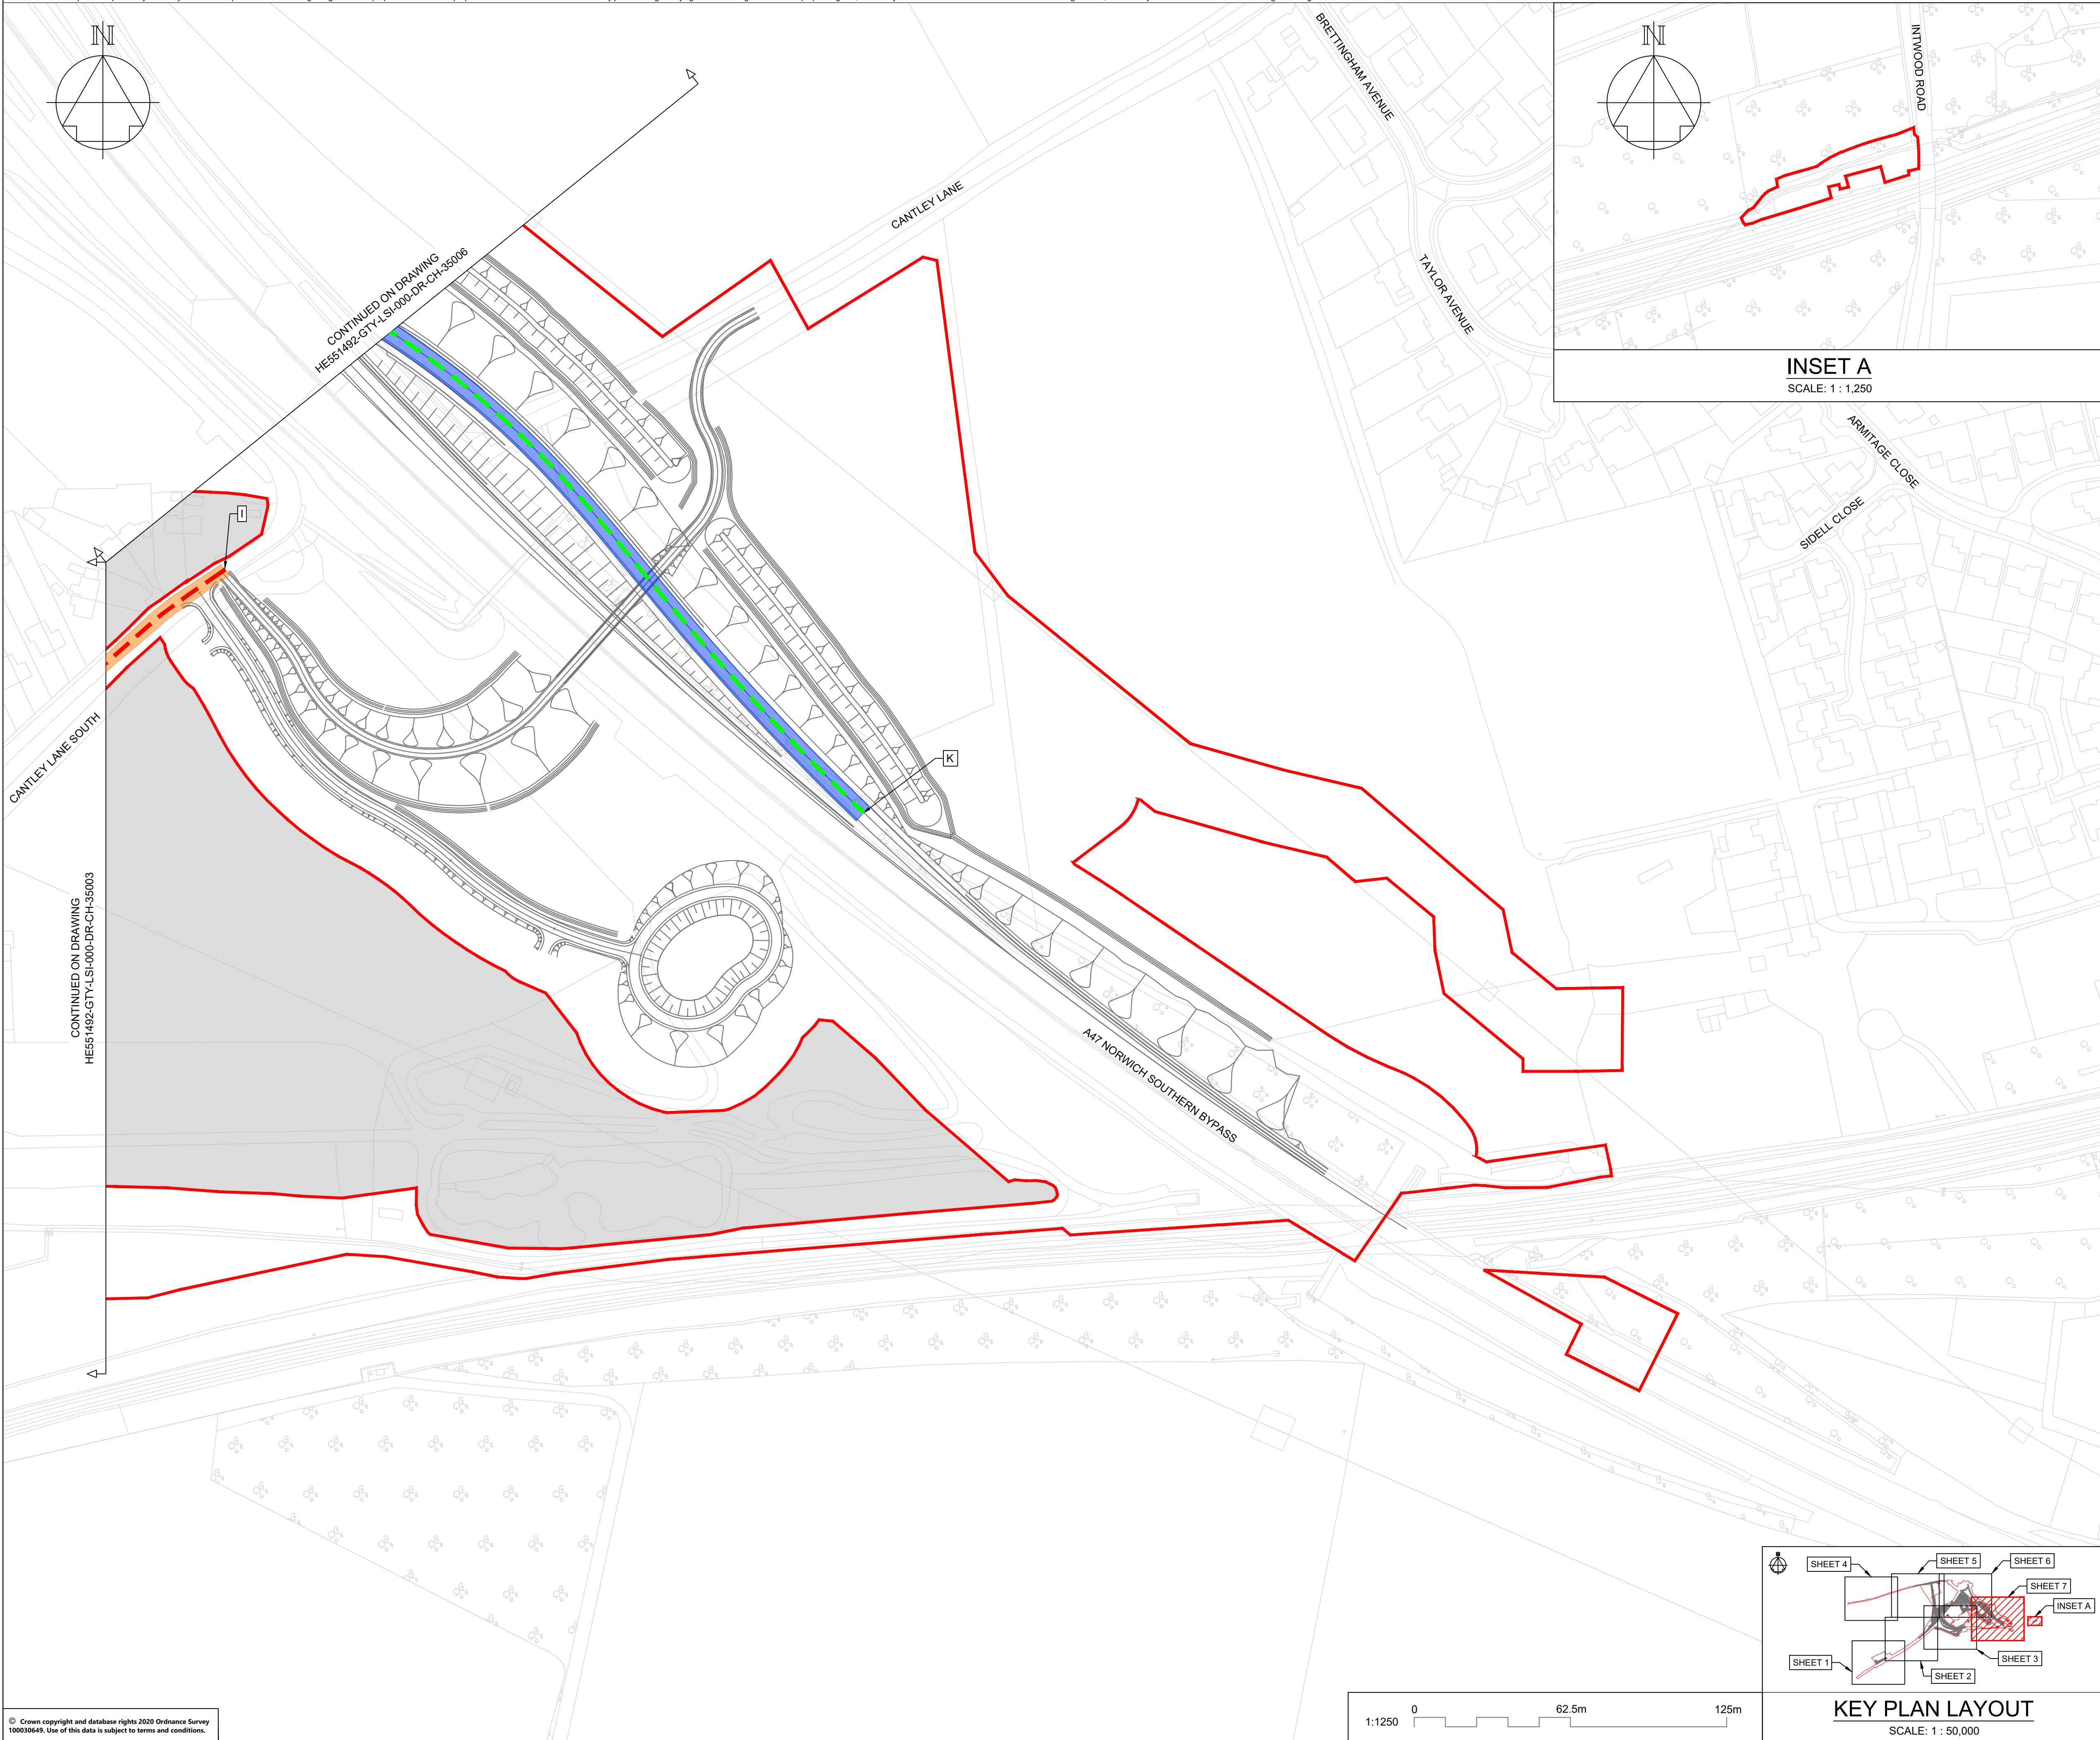 N
N
BRETTINGHAM AVENUE
INTWOOD ROAD
CANTLEY LANE
TAYLOR AVENUE
CONTINUED ON DRAWING
HE551492-GTY-LSI-000-DR-CH-35006
INSET A
SCALE: 1 : 1,250
ARMITAGE CLOSE
SIDELL CLOSE
I
CANTLEY LANE SOUTH
K
CONTINUED ON DRAWING
HE551492-GTY-LSI-000-DR-CH-35003
A47 NORWICH SOUTHERN BYPASS
SHEET 4
SHEET 5
SHEET 6
SHEET 7
INSET A
SHEET 1
SHEET 2
SHEET 3
KEY PLAN LAYOUT
SCALE: 1 : 50,000
1:1250
0
62.5m
125m
© Crown copyright and database rights 2020 Ordnance Survey
100030649. Use of this data is subject to terms and conditions.